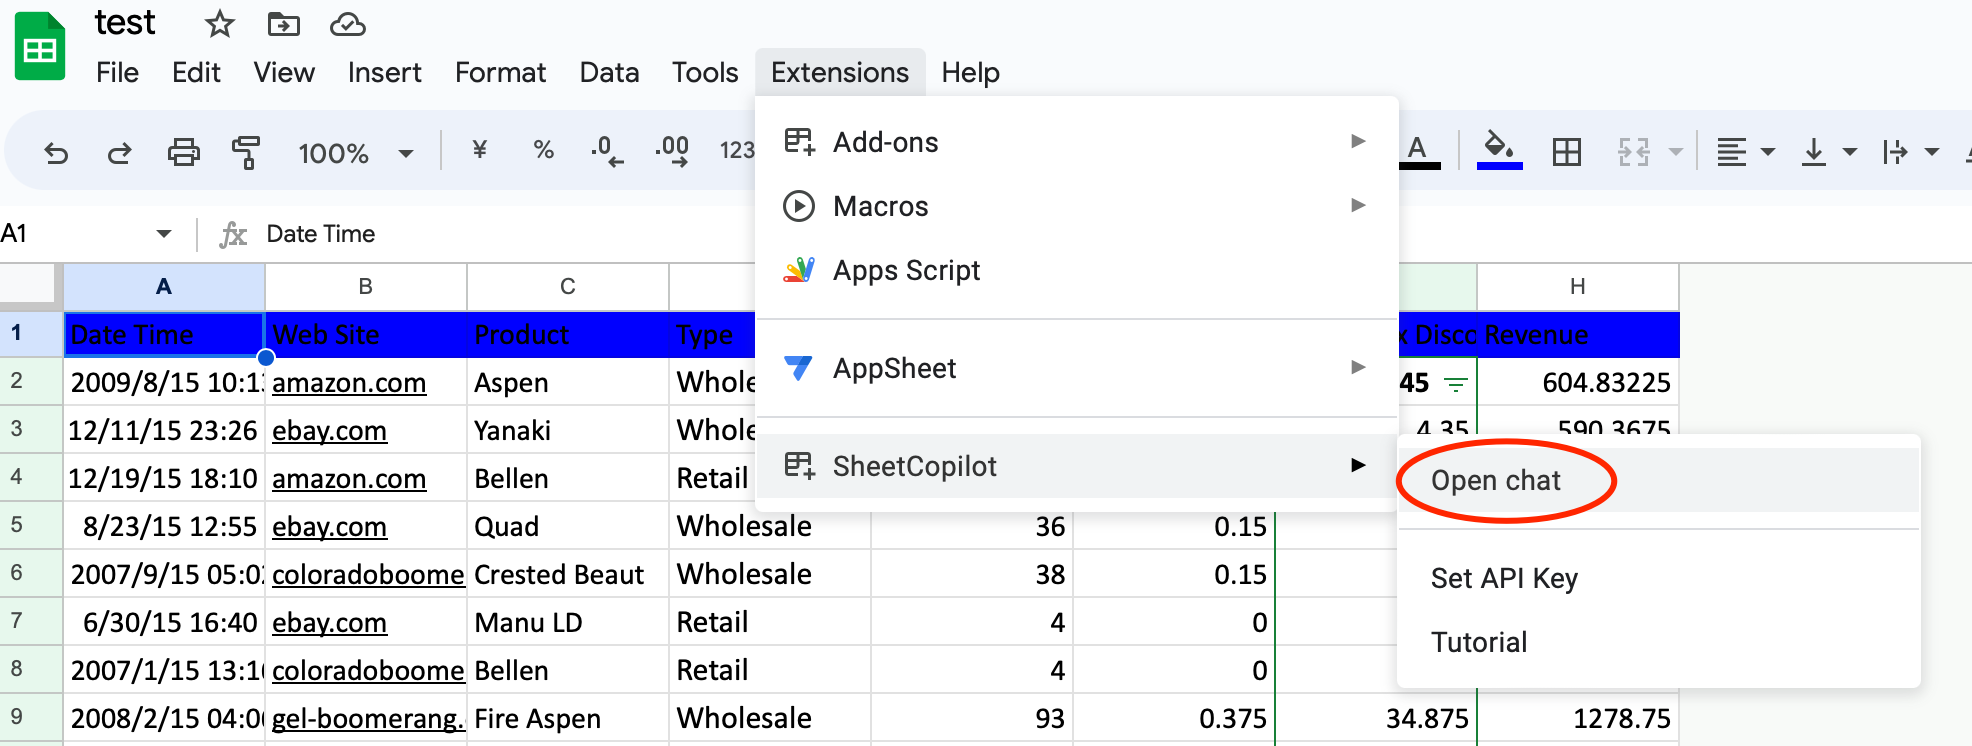 test
File Edit View Insert Format Data Tools Extensions Help
100% ¥ % .0 .00 123 A
A1 fx Date Time
Add-ons
Macros
Apps Script
AppSheet
SheetCopilot
Open chat
Set API Key
Tutorial
A B C H
1 Date Time Web Site Product Type x Disco Revenue
2 2009/8/15 10:13 amazon.com Aspen Whole 45 604.83225
3 12/11/15 23:26 ebay.com Yanaki Whole 4.35 590.3675
4 12/19/15 18:10 amazon.com Bellen Retail
5 8/23/15 12:55 ebay.com Quad Wholesale 36 0.15
6 2007/9/15 05:02 coloradoboome Crested Beaut Wholesale 38 0.15
7 6/30/15 16:40 ebay.com Manu LD Retail 4 0
8 2007/1/15 13:1 coloradoboome Bellen Retail 4 0
9 2008/2/15 04:0 gel-boomerang. Fire Aspen Wholesale 93 0.375 34.875 1278.75